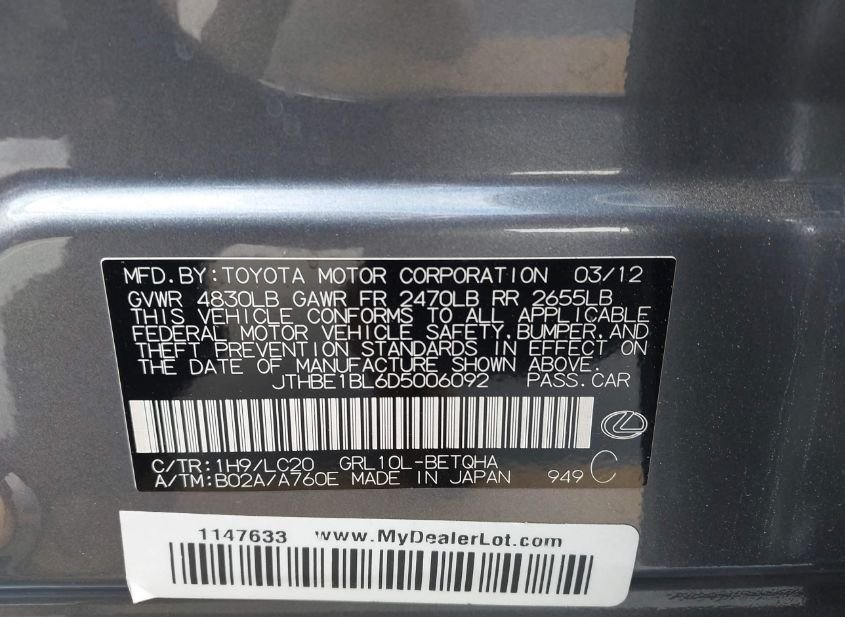 MFD.BY:TOYOTA MOTOR CORPORATION 03/12
GVWR 4830LB GAWR FR 2470LB RR 2655LB
THIS VEHICLE CONFORMS TO ALL APPLICABLE
FEDERAL MOTOR VEHICLE SAFETY,BUMPER,AND
THEFT PREVENTION STANDARDS IN EFFECT ON
THE DATE OF MANUFACTURE SHOWN ABOVE.
JTHBE1BL6D5006092 PASS.CAR
C/TR:1H9/LC20 GRL10L-BETQHA
A/TM:B02A/A760E MADE IN JAPAN 949 C
1147633 www.MyDealerLot.com